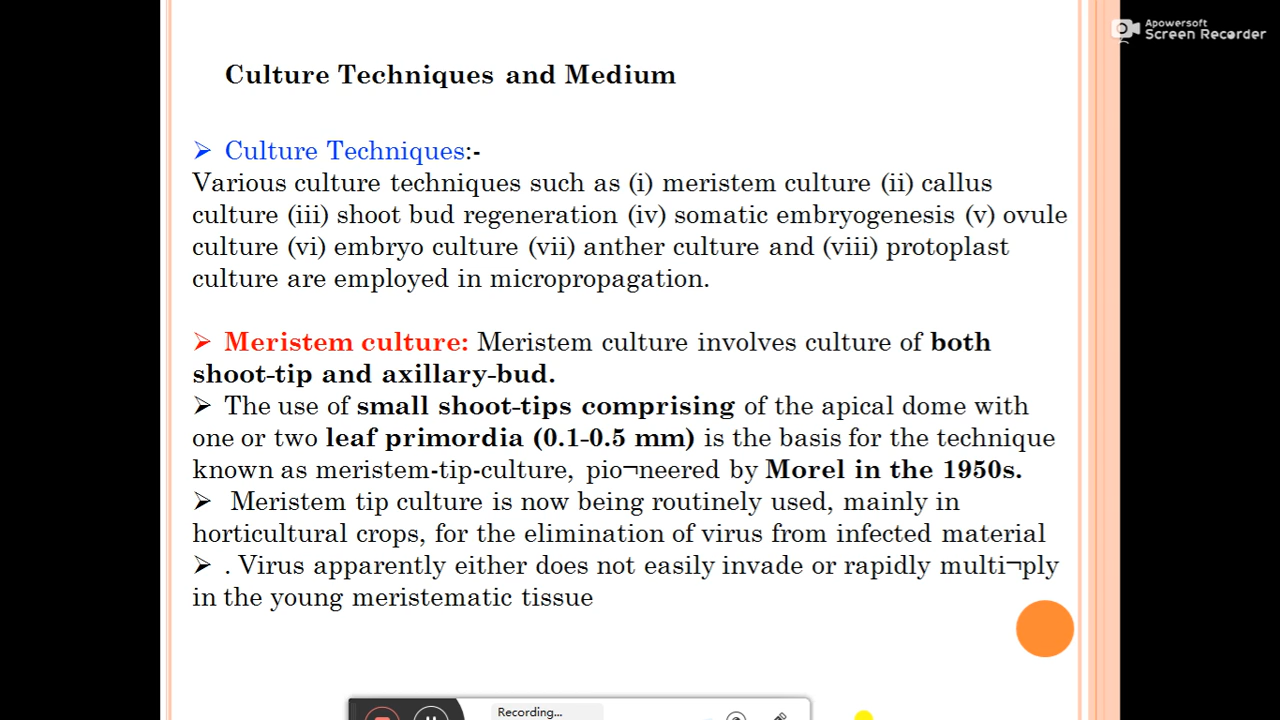 Apowersoft
Screen Recorder
Culture Techniques and Medium
➢ Culture Techniques:-
Various culture techniques such as (i) meristem culture (ii) callus
culture (iii) shoot bud regeneration (iv) somatic embryogenesis (v) ovule
culture (vi) embryo culture (vii) anther culture and (viii) protoplast
culture are employed in micropropagation.
➢ Meristem culture: Meristem culture involves culture of both
shoot-tip and axillary-bud.
➢ The use of small shoot-tips comprising of the apical dome with
one or two leaf primordia (0.1-0.5 mm) is the basis for the technique
known as meristem-tip-culture, pio¬neered by Morel in the 1950s.
➢ Meristem tip culture is now being routinely used, mainly in
horticultural crops, for the elimination of virus from infected material
➢ . Virus apparently either does not easily invade or rapidly multi¬ply
in the young meristematic tissue
Recording...